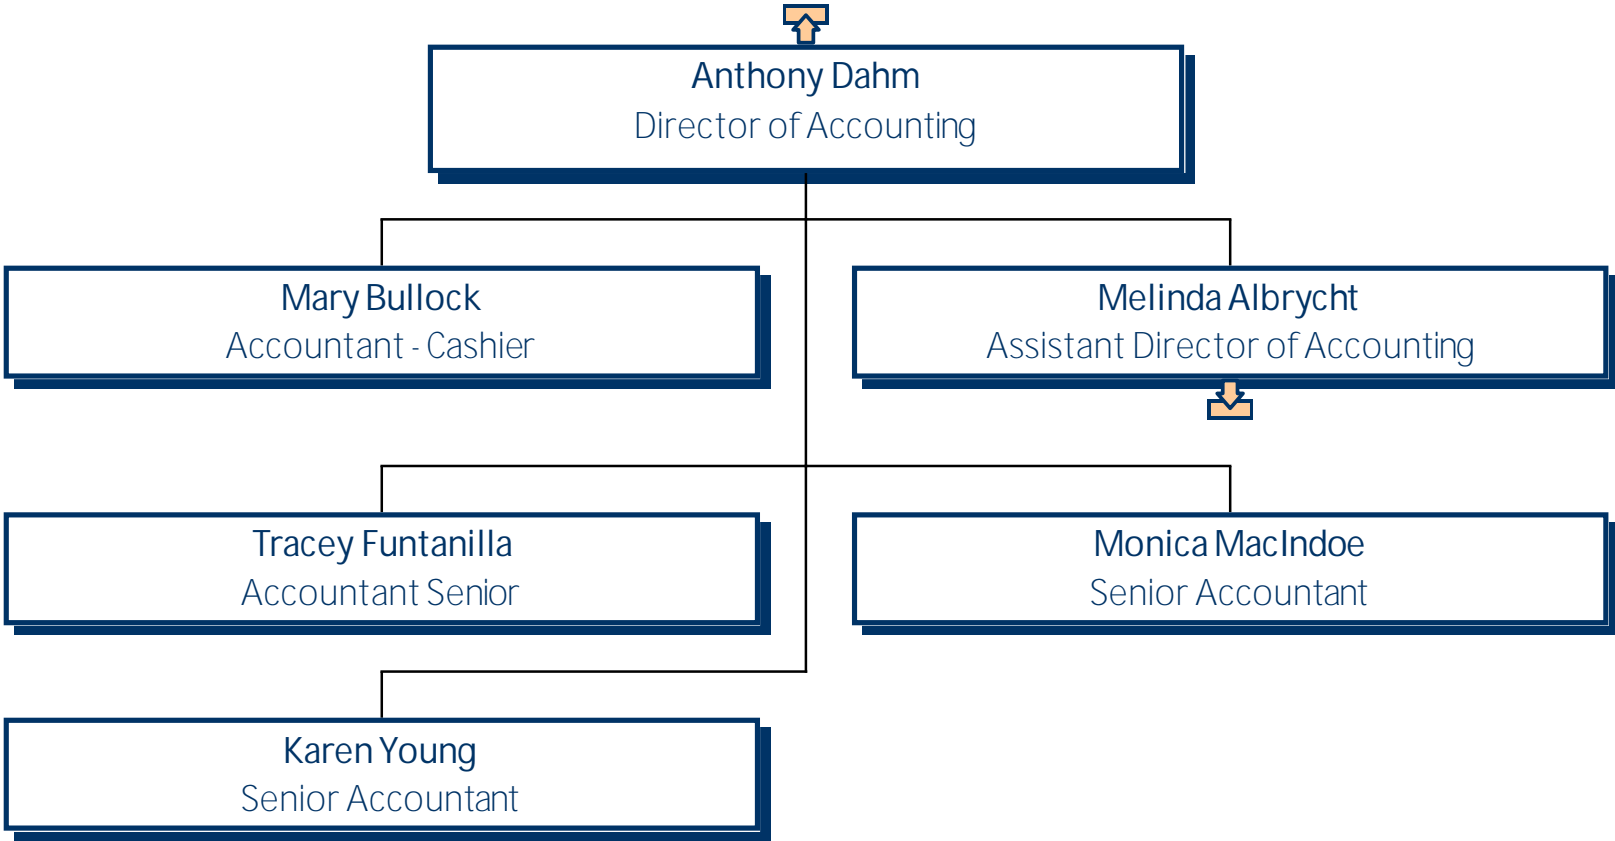 Anthony Dahm
Director of Accounting
Mary Bullock
Accountant - Cashier
Melinda Albrycht
Assistant Director of Accounting
Tracey Funtanilla
Accountant Senior
Monica MacIndoe
Senior Accountant
Karen Young
Senior Accountant